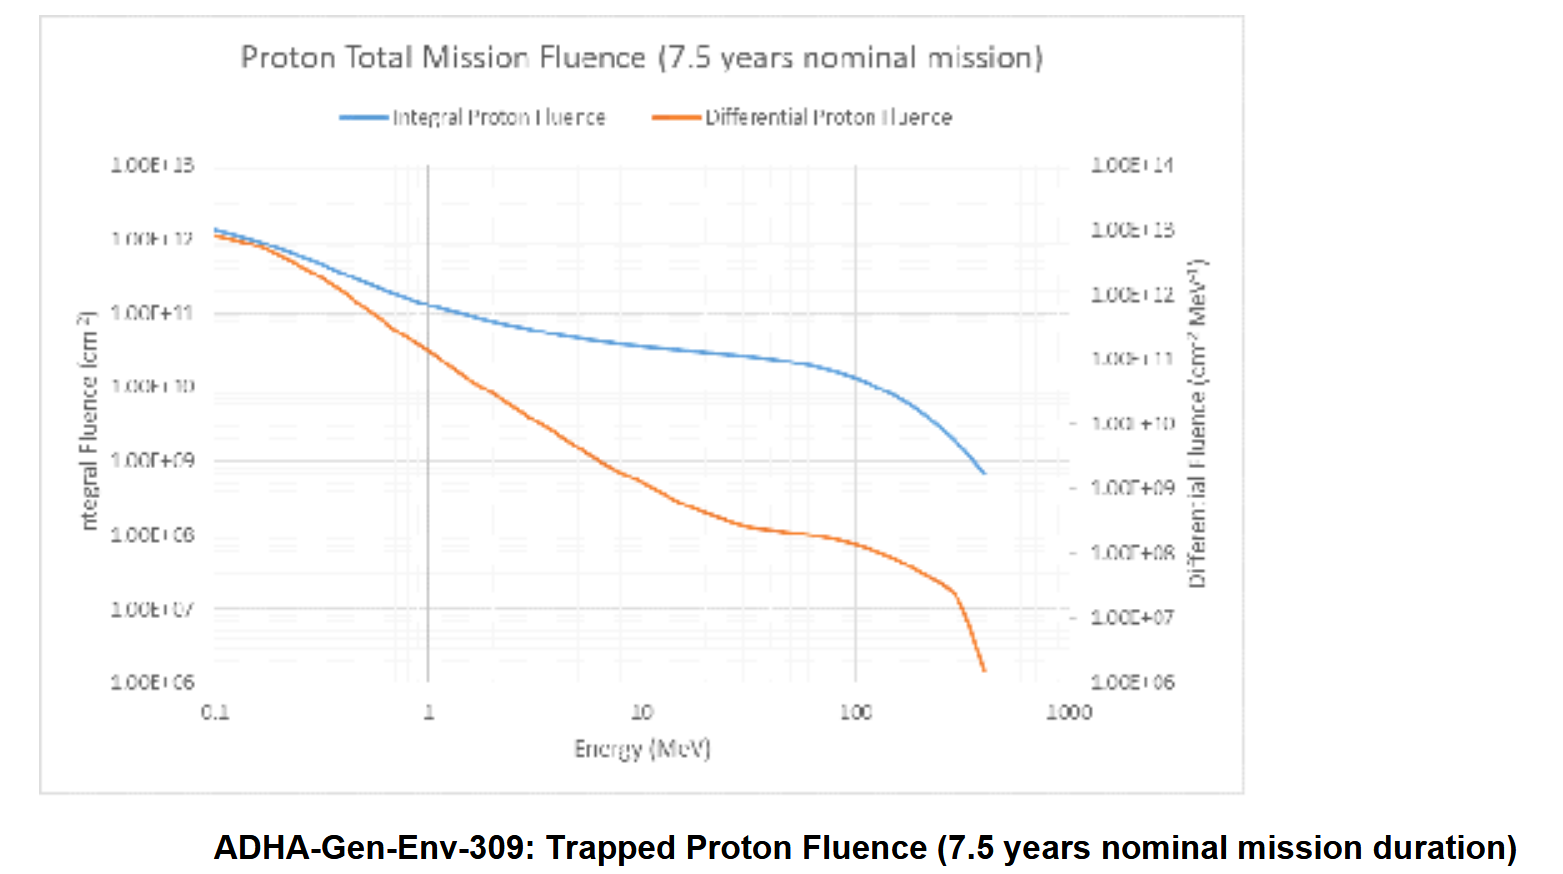 Proton Total Mission Fluence (7.5 years nominal mission)
Integral Proton Fluence Differential Proton Fluence
1.00E+13 1.00E+14
1.00E+12 1.00E+13
1.00E+11 1.00E+12
1.00E+10 1.00E+11
1.00E+09 1.00E+10
1.00E+08 1.00E+09
1.00E+07 1.00E+08
1.00E+06 1.00E+07
1.00E+06
ntegral Fluence (cm⁻²)
Differential Fluence (cm⁻² MeV⁻¹)
0.1 1 10 100 1000
Energy (MeV)
ADHA-Gen-Env-309: Trapped Proton Fluence (7.5 years nominal mission duration)